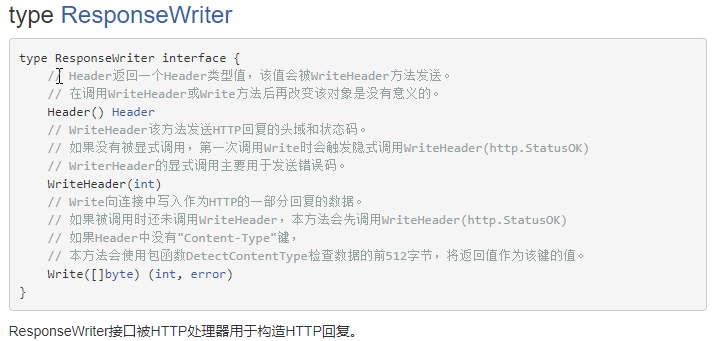 type ResponseWriter
type ResponseWriter interface {
// Header返回一个Header类型值，该值会被WriteHeader方法发送。
// 在调用WriteHeader或Write方法后再改变该对象是没有意义的。
Header() Header
// WriteHeader该方法发送HTTP回复的头域和状态码。
// 如果没有被显式调用，第一次调用Write时会触发隐式调用WriteHeader(http.StatusOK)
// WriterHeader的显式调用主要用于发送错误码。
WriteHeader(int)
// Write向连接中写入作为HTTP的一部分回复的数据。
// 如果被调用时还未调用WriteHeader，本方法会先调用WriteHeader(http.StatusOK)
// 如果Header中没有"Content-Type"键，
// 本方法会使用包函数DetectContentType检查数据的前512字节，将返回值作为该键的值。
Write([]byte) (int, error)
}
ResponseWriter接口被HTTP处理器用于构造HTTP回复。